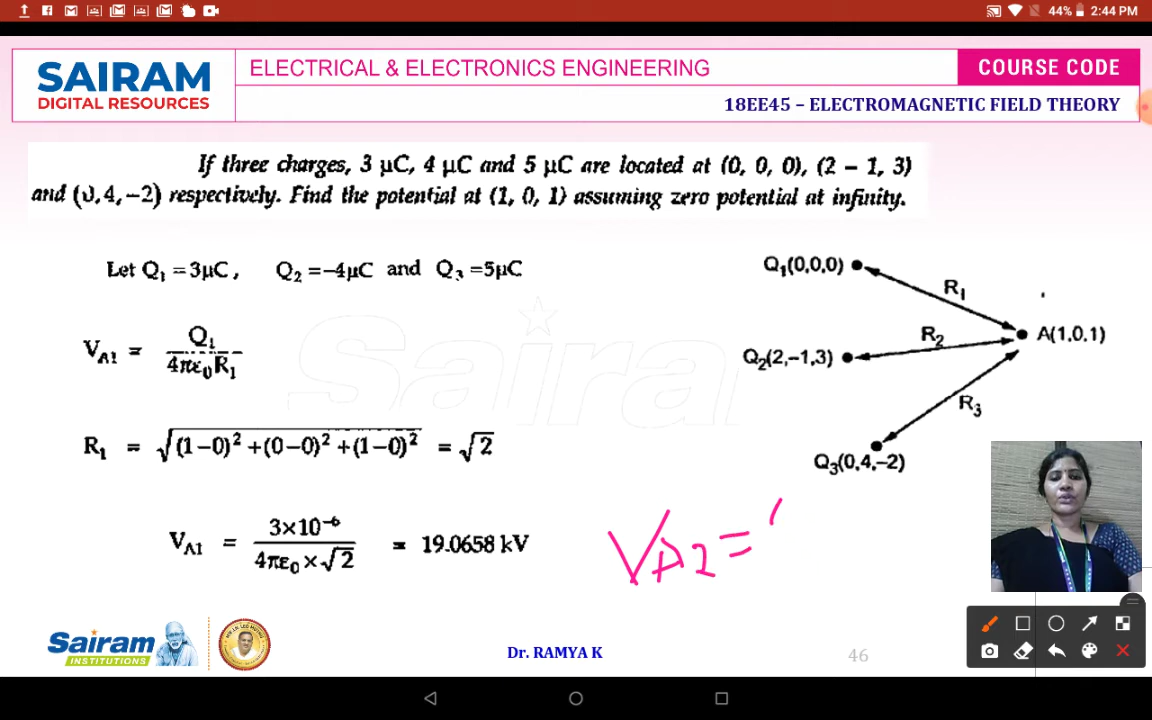 44% 2:44 PM
SAIRAM
DIGITAL RESOURCES
ELECTRICAL & ELECTRONICS ENGINEERING
COURSE CODE
18EE45 – ELECTROMAGNETIC FIELD THEORY
If three charges, 3 μC, 4 μC and 5 μC are located at (0, 0, 0), (2 – 1, 3)
and (0, 4, –2) respectively. Find the potential at (1, 0, 1) assuming zero potential at infinity.
Let Q₁ = 3μC, Q₂ = –4μC and Q₃ = 5μC
V_A1 = Q₁ / 4πε₀R₁
R₁ = √((1–0)² + (0–0)² + (1–0)²) = √2
V_A1 = 3×10⁻⁶ / 4πε₀ × √2 = 19.0658 kV
Q₁(0,0,0)
R₁
R₂
A(1,0,1)
Q₂(2,–1,3)
R₃
Q₃(0,4,–2)
V_A2 =
Sairam
INSTITUTIONS
Dr. RAMYA K
46